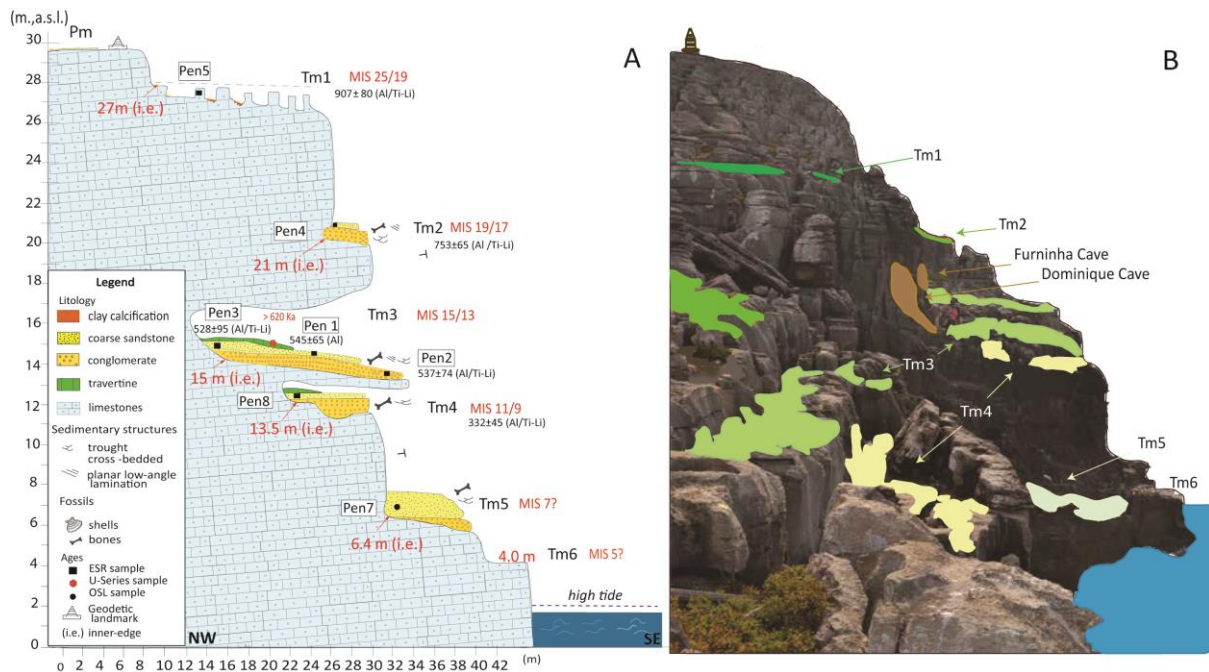 (m.,a.s.l.)
Pm
A
B
30
28
26
24
22
20
18
16
14
12
10
8
6
4
2
0
Pen5
Tm1 MIS 25/19
907± 80 (Al/Ti-Li)
27m (i.e.)
Pen4
Tm2 MIS 19/17
753±65 (Al /Ti-Li)
21 m (i.e.)
Pen3
> 620 Ka
Pen 1
Tm3 MIS 15/13
528±95 (Al/Ti-Li)
545±65 (Al)
Pen2
537±74 (Al/Ti-Li)
15 m (i.e.)
Pen8
Tm4 MIS 11/9
332±45 (Al/Ti-Li)
13.5 m (i.e.)
Pen7
Tm5 MIS 7?
6.4 m (i.e.)
4.0 m Tm6 MIS 5?
high tide
NW
SE
0 2 4 6 8 10 12 14 16 18 20 22 24 26 28 30 32 34 36 38 40 42
(m)
Legend
Litology
clay calcification
coarse sandstone
conglomerate
travertine
limestones
Sedimentary structures
trought
cross -bedded
planar low-angle
lamination
Fossils
shells
bones
Ages
ESR sample
U-Series sample
OSL sample
Geodetic
landmark
(i.e.) inner-edge
Tm1
Tm2
Furninha Cave
Dominique Cave
Tm3
Tm4
Tm5
Tm6